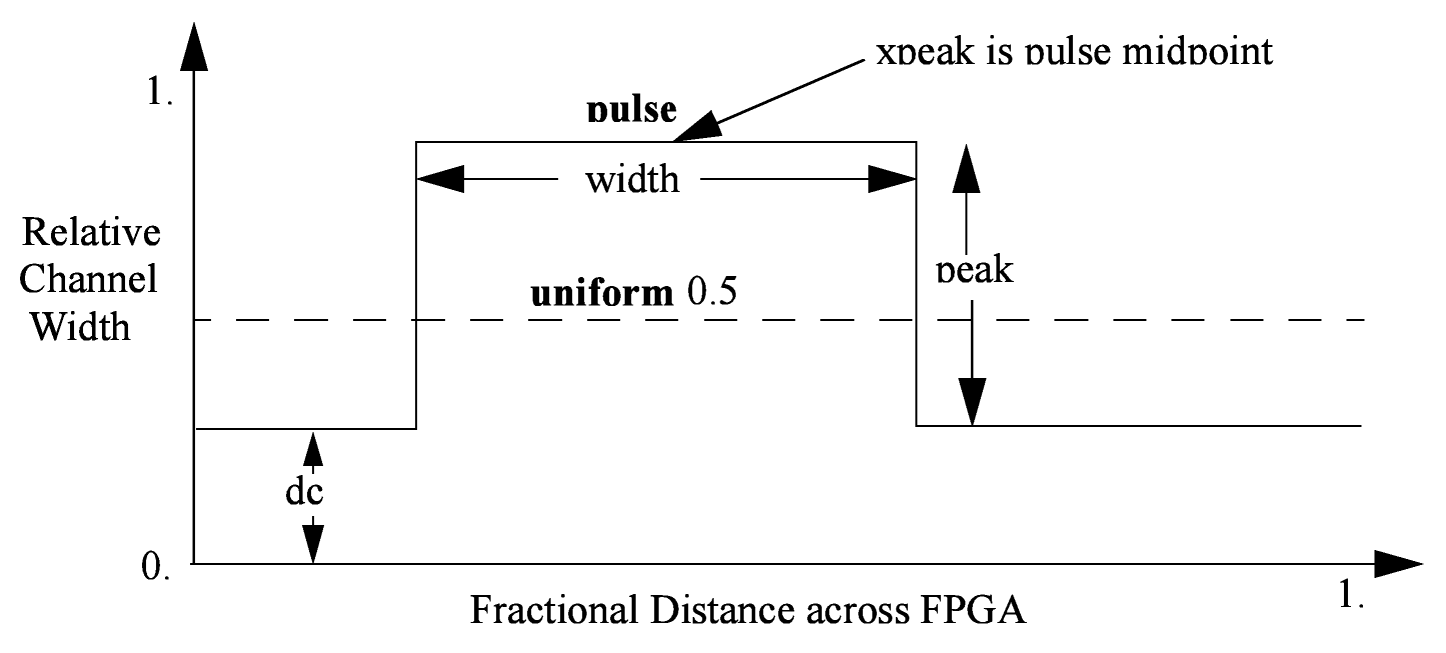 xpeak is pulse midpoint
1.
pulse
width
Relative
Channel
Width
peak
uniform 0.5
dc
0.
1.
Fractional Distance across FPGA